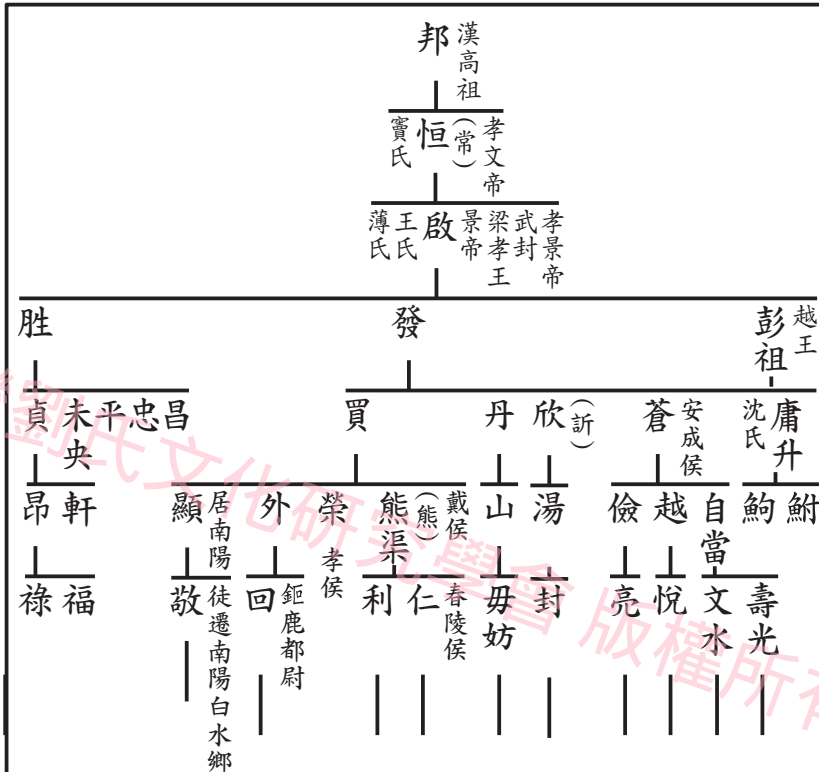 漢高祖
邦
孝文帝
恒(常)
竇氏
孝景帝
武封
梁孝王
景帝
啟
王氏
薄氏
越王
彭祖
發
胜
庸升
沈氏
安成侯
蒼
欣(訢)
丹
買
昌
忠
平
未央
貞
鮒
鮈
自當
越
儉
湯
山
戴侯
熊渠(熊)
孝侯
榮
外
居南陽
顯
軒
昂
壽光
文水
悅
亮
封
毋妨
舂陵侯
仁
利
鉅鹿都尉
回
徒遷南陽白水鄉
敬
福
祿
劉氏文化研究學會 版權所有